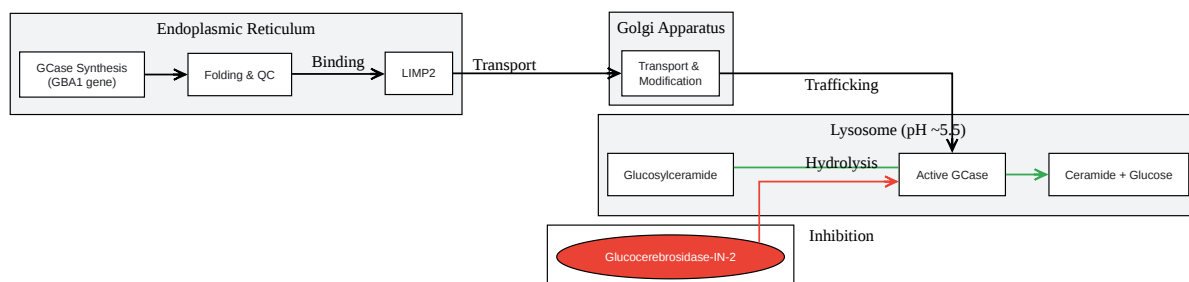 Endoplasmic Reticulum
GCase Synthesis
(GBA1 gene)
Folding & QC
Binding
LIMP2
Transport
Golgi Apparatus
Transport &
Modification
Trafficking
Lysosome (pH ~5.5)
Glucosylceramide
Hydrolysis
Active GCase
Ceramide + Glucose
Inhibition
Glucocerebrosidase-IN-2